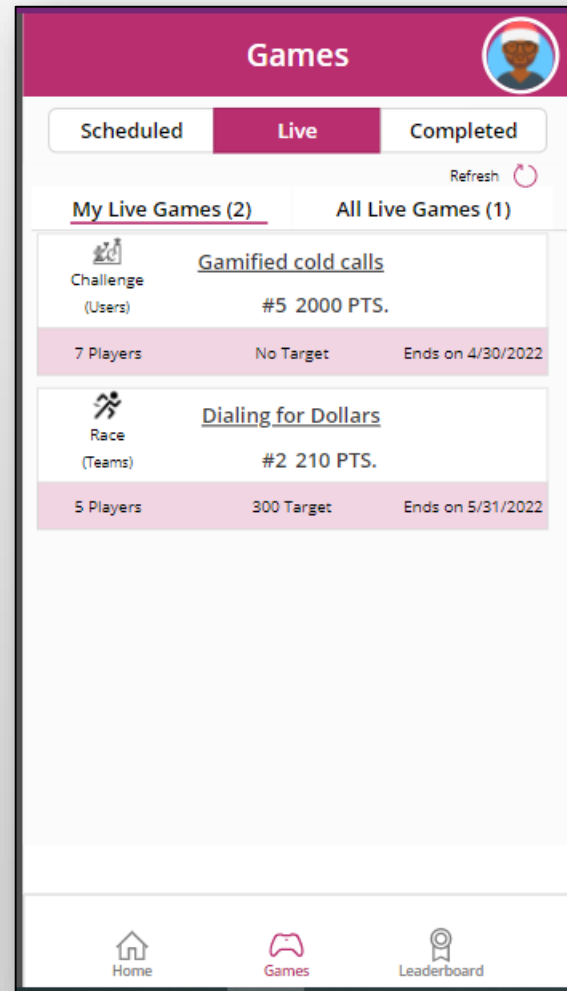 Games
Scheduled Live Completed
Refresh
My Live Games (2) All Live Games (1)
Challenge
(Users)
Gamified cold calls
#5 2000 PTS.
7 Players No Target Ends on 4/30/2022
Race
(Teams)
Dialing for Dollars
#2 210 PTS.
5 Players 300 Target Ends on 5/31/2022
Home Games Leaderboard